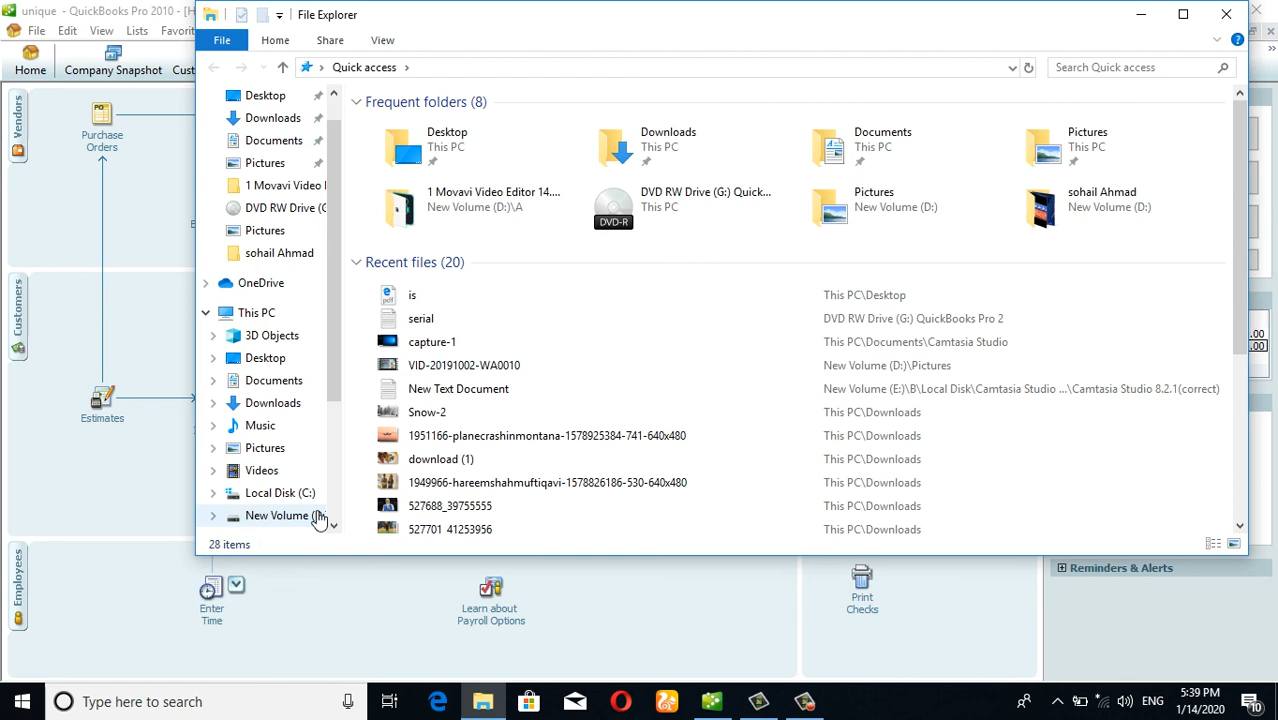 unique - QuickBooks Pro 2010 - [H
File Edit View Lists Favorit
Home
Company Snapshot
Cust
Vendors
Purchase
Orders
Customers
Estimates
Employees
Enter
Time
Learn about
Payroll Options
Print
Checks
Reminders & Alerts
.00
.00
File Explorer
File Home Share View
Quick access
Search Quick access
Desktop
Downloads
Documents
Pictures
1 Movavi Video I
DVD RW Drive (G
Pictures
sohail Ahmad
OneDrive
This PC
3D Objects
Desktop
Documents
Downloads
Music
Pictures
Videos
Local Disk (C:)
New Volume
28 items
Frequent folders (8)
Desktop
This PC
Downloads
This PC
Documents
This PC
Pictures
This PC
1 Movavi Video Editor 14....
New Volume (D:)\A
DVD RW Drive (G:) Quick...
This PC
DVD-R
Pictures
New Volume (D:)
sohail Ahmad
New Volume (D:)
Recent files (20)
is This PC\Desktop
serial DVD RW Drive (G:) QuickBooks Pro 2
capture-1 This PC\Documents\Camtasia Studio
VID-20191002-WA0010 New Volume (D:)\Pictures
New Text Document New Volume (E:)\B\Local Disk\Camtasia Studio ...\Camtasia Studio 8.2.1(correct)
Snow-2 This PC\Downloads
1951166-planecrashinmontana-1578925384-741-640x480 This PC\Downloads
download (1) This PC\Downloads
1949966-hareemshahmuftiqavi-1578826186-530-640x480 This PC\Downloads
527688_39755555 This PC\Downloads
527701 41253956 This PC\Downloads
Type here to search
ENG
5:39 PM
1/14/2020
10